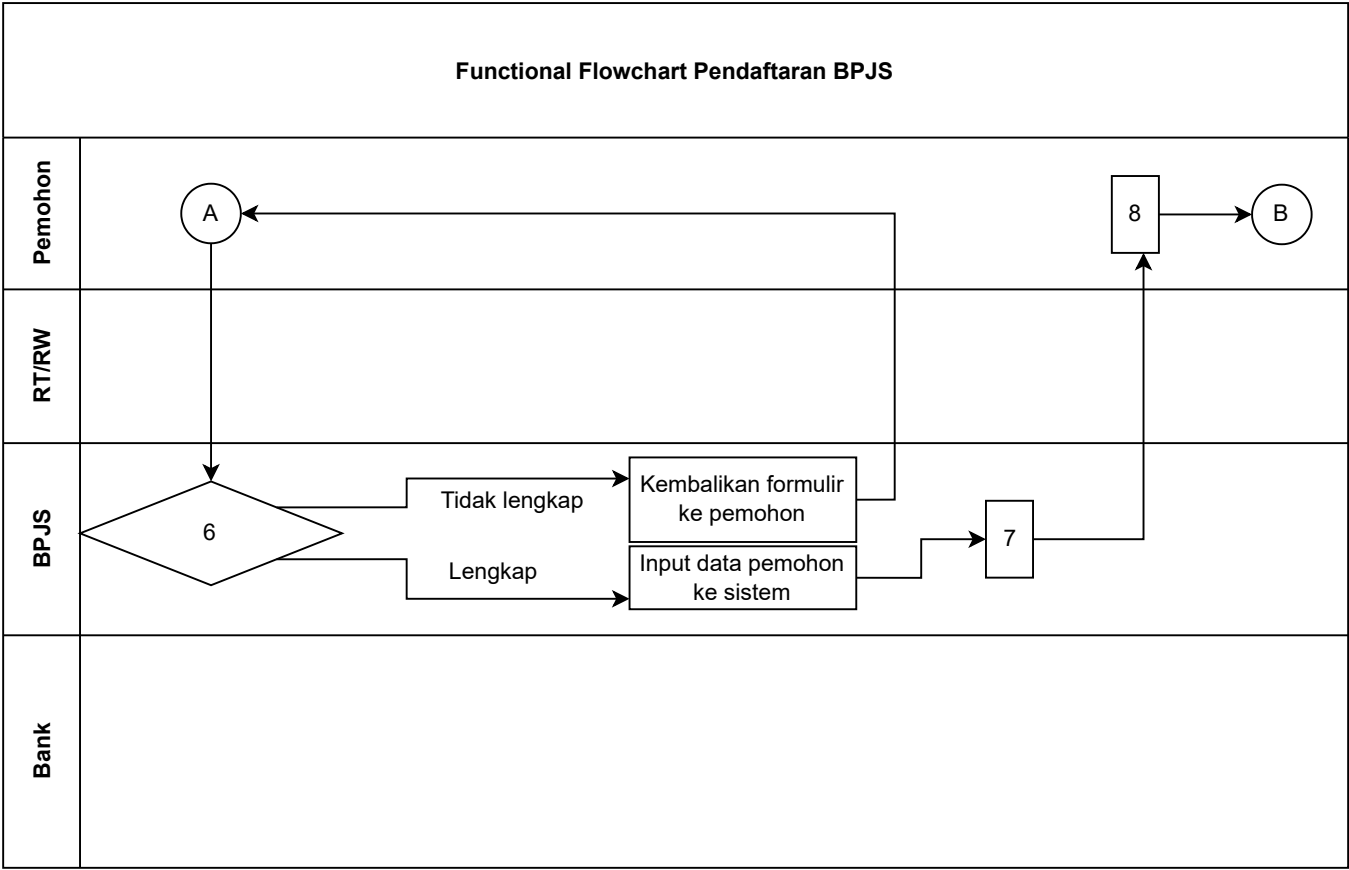 Functional Flowchart Pendaftaran BPJS
Pemohon
A
8
B
RT/RW
BPJS
6
Tidak lengkap
Lengkap
Kembalikan formulir
ke pemohon
Input data pemohon
ke sistem
7
Bank